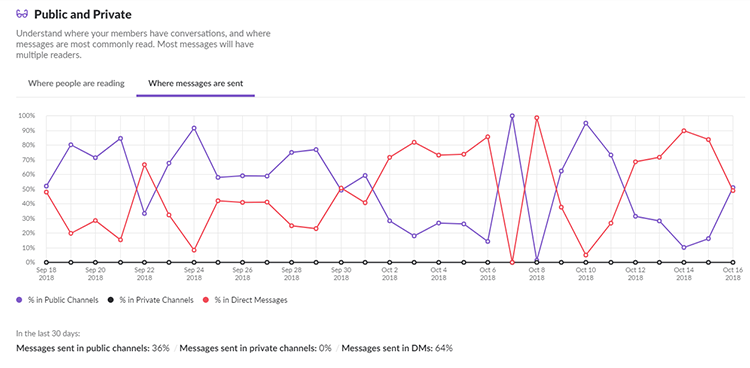 Public and Private
Understand where your members have conversations, and where
messages are most commonly read. Most messages will have
multiple readers.
Where people are reading Where messages are sent
100%
90%
80%
70%
60%
50%
40%
30%
20%
10%
0%
Sep 18 Sep 20 Sep 22 Sep 24 Sep 26 Sep 28 Sep 30 Oct 2 Oct 4 Oct 6 Oct 8 Oct 10 Oct 12 Oct 14 Oct 16
2018 2018 2018 2018 2018 2018 2018 2018 2018 2018 2018 2018 2018 2018 2018
% in Public Channels % in Private Channels % in Direct Messages
In the last 30 days:
Messages sent in public channels: 36% / Messages sent in private channels: 0% / Messages sent in DMs: 64%